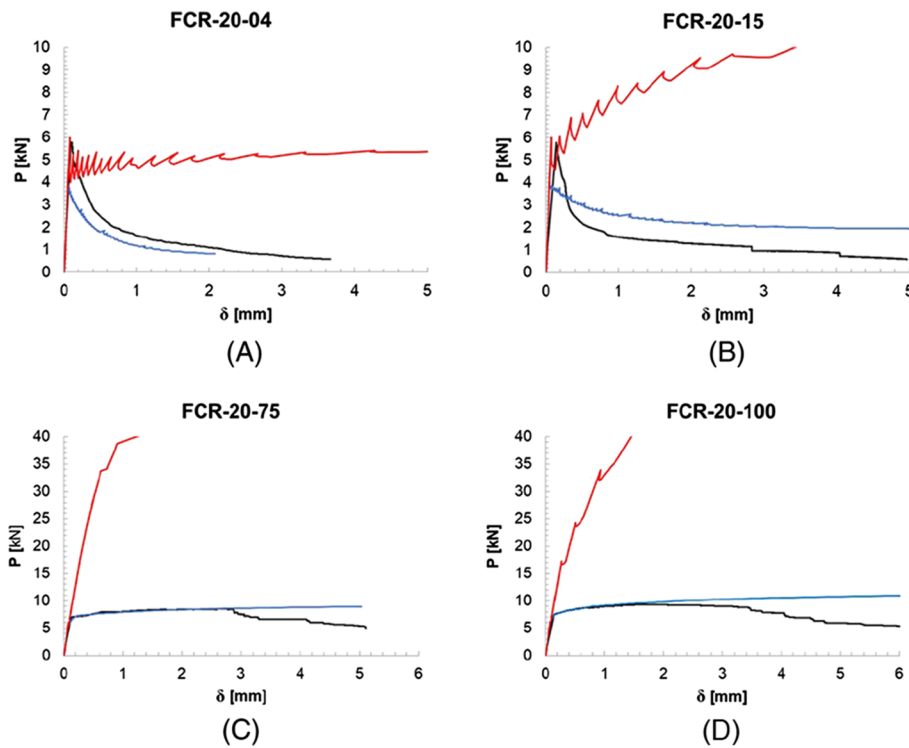 FCR-20-04
10
9
8
7
6
5
4
3
2
1
0
P [kN]
0 1 2 3 4 5
δ [mm]
(A)
FCR-20-15
10
9
8
7
6
5
4
3
2
1
0
P [kN]
0 1 2 3 4 5
δ [mm]
(B)
FCR-20-75
40
35
30
25
20
15
10
5
0
P [kN]
0 1 2 3 4 5 6
δ [mm]
(C)
FCR-20-100
40
35
30
25
20
15
10
5
0
P [kN]
0 1 2 3 4 5 6
δ [mm]
(D)